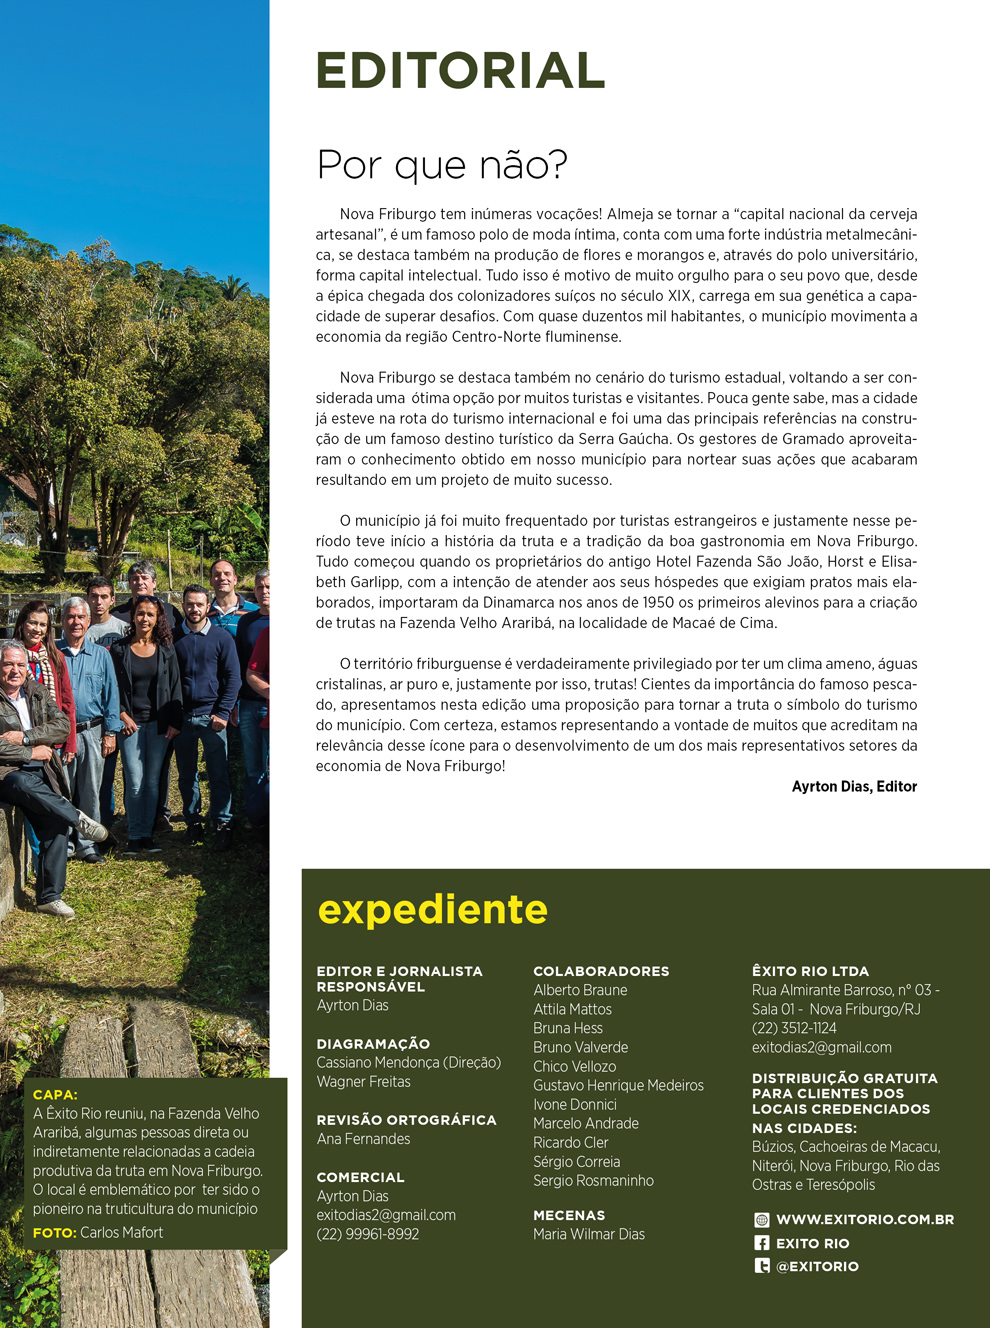 EDITORIAL
Por que não?
Nova Friburgo tem inúmeras vocações! Almeja se tornar a “capital nacional da cerveja
artesanal”, é um famoso polo de moda íntima, conta com uma forte indústria metalmecâni-
ca, se destaca também na produção de flores e morangos e, através do polo universitário,
forma capital intelectual. Tudo isso é motivo de muito orgulho para o seu povo que, desde
a épica chegada dos colonizadores suíços no século XIX, carrega em sua genética a capa-
cidade de superar desafios. Com quase duzentos mil habitantes, o município movimenta a
economia da região Centro-Norte fluminense.
Nova Friburgo se destaca também no cenário do turismo estadual, voltando a ser con-
siderada uma ótima opção por muitos turistas e visitantes. Pouca gente sabe, mas a cidade
já esteve na rota do turismo internacional e foi uma das principais referências na constru-
ção de um famoso destino turístico da Serra Gaúcha. Os gestores de Gramado aproveita-
ram o conhecimento obtido em nosso município para nortear suas ações que acabaram
resultando em um projeto de muito sucesso.
O município já foi muito frequentado por turistas estrangeiros e justamente nesse pe-
ríodo teve início a história da truta e a tradição da boa gastronomia em Nova Friburgo.
Tudo começou quando os proprietários do antigo Hotel Fazenda São João, Horst e Elisa-
beth Garlipp, com a intenção de atender aos seus hóspedes que exigiam pratos mais ela-
borados, importaram da Dinamarca nos anos de 1950 os primeiros alevinos para a criação
de trutas na Fazenda Velho Araribá, na localidade de Macaé de Cima.
O território friburguense é verdadeiramente privilegiado por ter um clima ameno, águas
cristalinas, ar puro e, justamente por isso, trutas! Cientes da importância do famoso pesca-
do, apresentamos nesta edição uma proposição para tornar a truta o símbolo do turismo
do município. Com certeza, estamos representando a vontade de muitos que acreditam na
relevância desse ícone para o desenvolvimento de um dos mais representativos setores da
economia de Nova Friburgo!
Ayrton Dias, Editor
CAPA:
A Êxito Rio reuniu, na Fazenda Velho
Araribá, algumas pessoas direta ou
indiretamente relacionadas a cadeia
produtiva da truta em Nova Friburgo.
O local é emblemático por ter sido o
pioneiro na truticultura do município
FOTO: Carlos Mafort
expediente
EDITOR E JORNALISTA
RESPONSÁVEL
Ayrton Dias
DIAGRAMAÇÃO
Cassiano Mendonça (Direção)
Wagner Freitas
REVISÃO ORTOGRÁFICA
Ana Fernandes
COMERCIAL
Ayrton Dias
exitodias2@gmail.com
(22) 99961-8992
COLABORADORES
Alberto Braune
Attila Mattos
Bruna Hess
Bruno Valverde
Chico Vellozo
Gustavo Henrique Medeiros
Ivone Donnici
Marcelo Andrade
Ricardo Cler
Sérgio Correia
Sergio Rosmaninho
MECENAS
Maria Wilmar Dias
ÊXITO RIO LTDA
Rua Almirante Barroso, n° 03 -
Sala 01 - Nova Friburgo/RJ
(22) 3512-1124
exitodias2@gmail.com
DISTRIBUIÇÃO GRATUITA
PARA CLIENTES DOS
LOCAIS CREDENCIADOS
NAS CIDADES:
Búzios, Cachoeiras de Macacu,
Niterói, Nova Friburgo, Rio das
Ostras e Teresópolis
WWW.EXITORIO.COM.BR
EXITO RIO
@EXITORIO